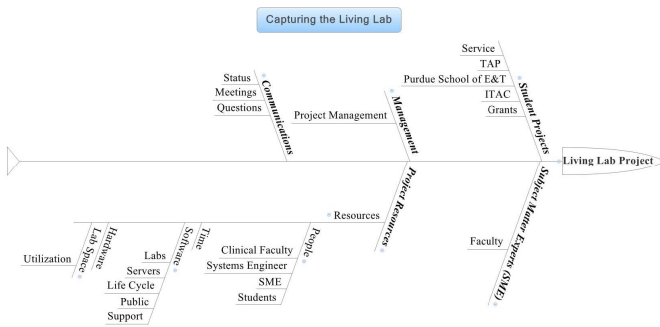 Capturing the Living Lab
Service
TAP
Purdue School of E&T
ITAC
Grants
Student Projects
Status
Meetings
Questions
Communications
Project Management
Management
Living Lab Project
Subject Matter Experts (SME)
Faculty
Project Resources
Resources
People
Clinical Faculty
Systems Engineer
SME
Students
Time
Software
Labs
Servers
Life Cycle
Public
Support
Hardware
Lab Space
Utilization